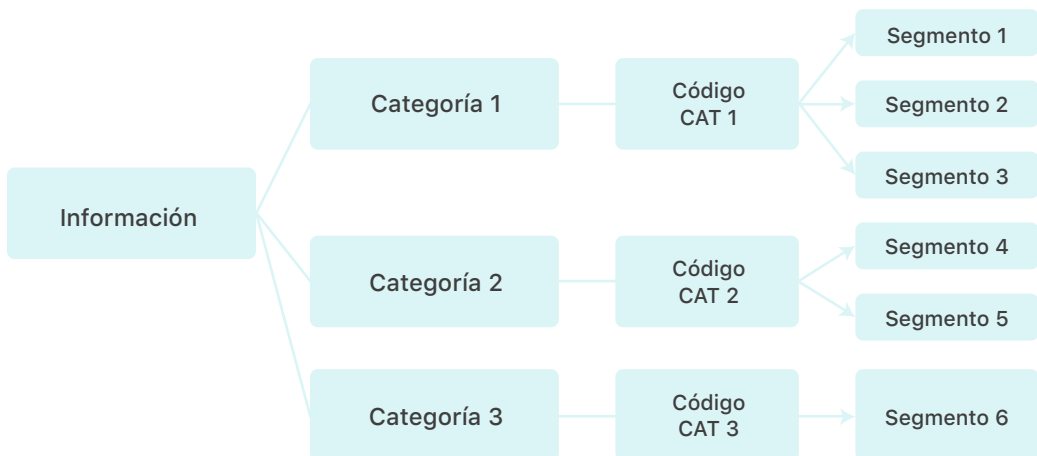 Información
Categoría 1
Código
CAT 1
Segmento 1
Segmento 2
Segmento 3
Categoría 2
Código
CAT 2
Segmento 4
Segmento 5
Categoría 3
Código
CAT 3
Segmento 6